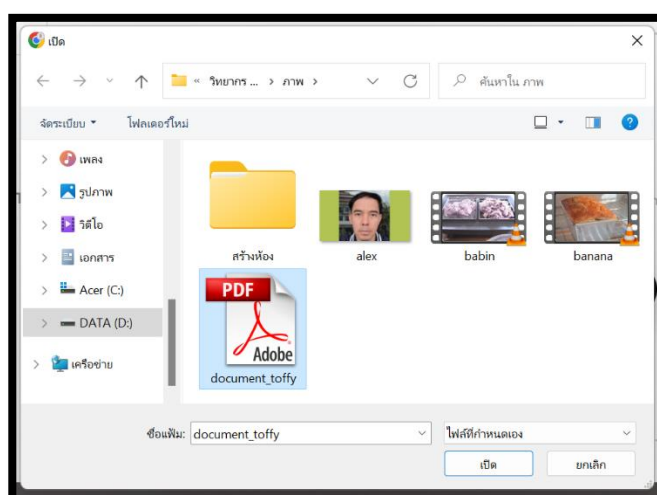 เปิด
« วิทยากร ... > ภาพ >
ค้นหาใน ภาพ
จัดระเบียบ
โฟลเดอร์ใหม่
เพลง
รูปภาพ
วิดีโอ
เอกสาร
Acer (C:)
DATA (D:)
เครือข่าย
สร้างห้อง
alex
babin
banana
PDF
Adobe
document_toffy
ชื่อแฟ้ม: document_toffy
ไฟล์ที่กำหนดเอง
เปิด
ยกเลิก